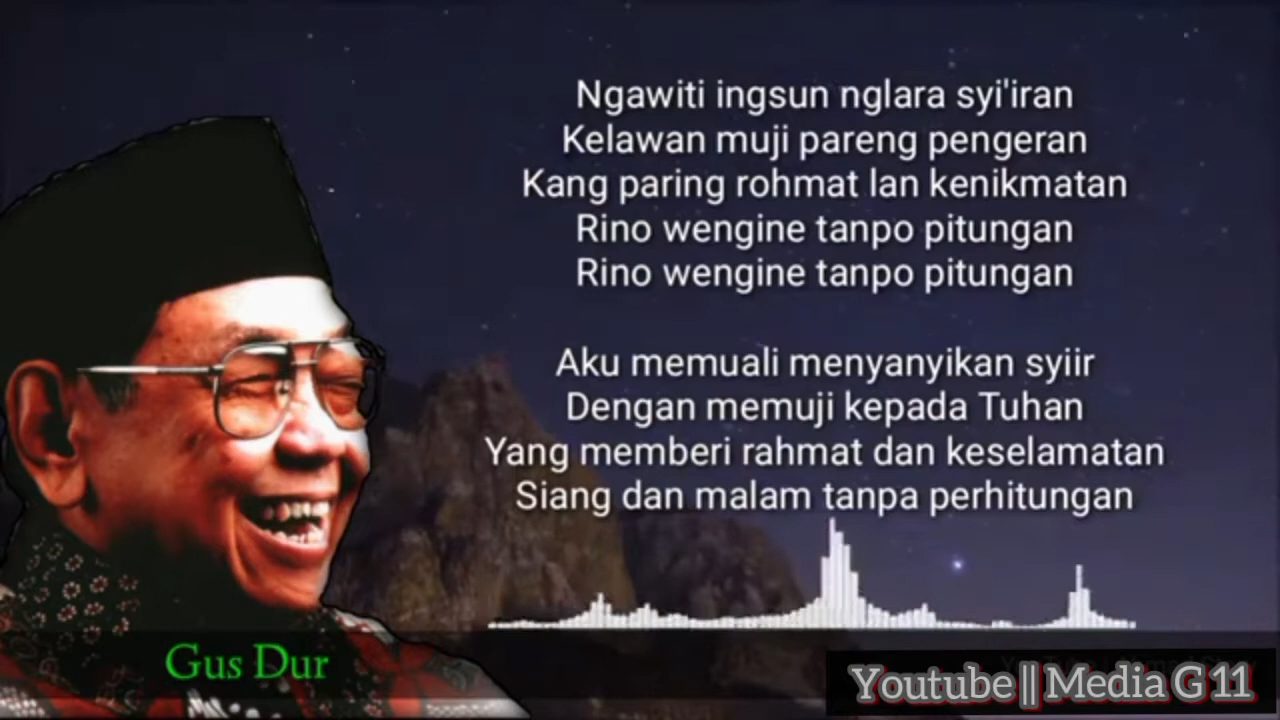 Ngawiti ingsun nglara syi'iran
Kelawan muji pareng pengeran
Kang paring rohmat lan kenikmatan
Rino wengine tanpo pitungan
Rino wengine tanpo pitungan
Aku memuali menyanyikan syiir
Dengan memuji kepada Tuhan
Yang memberi rahmat dan keselamatan
Siang dan malam tanpa perhitungan
Gus Dur
Youtube || Media G 11